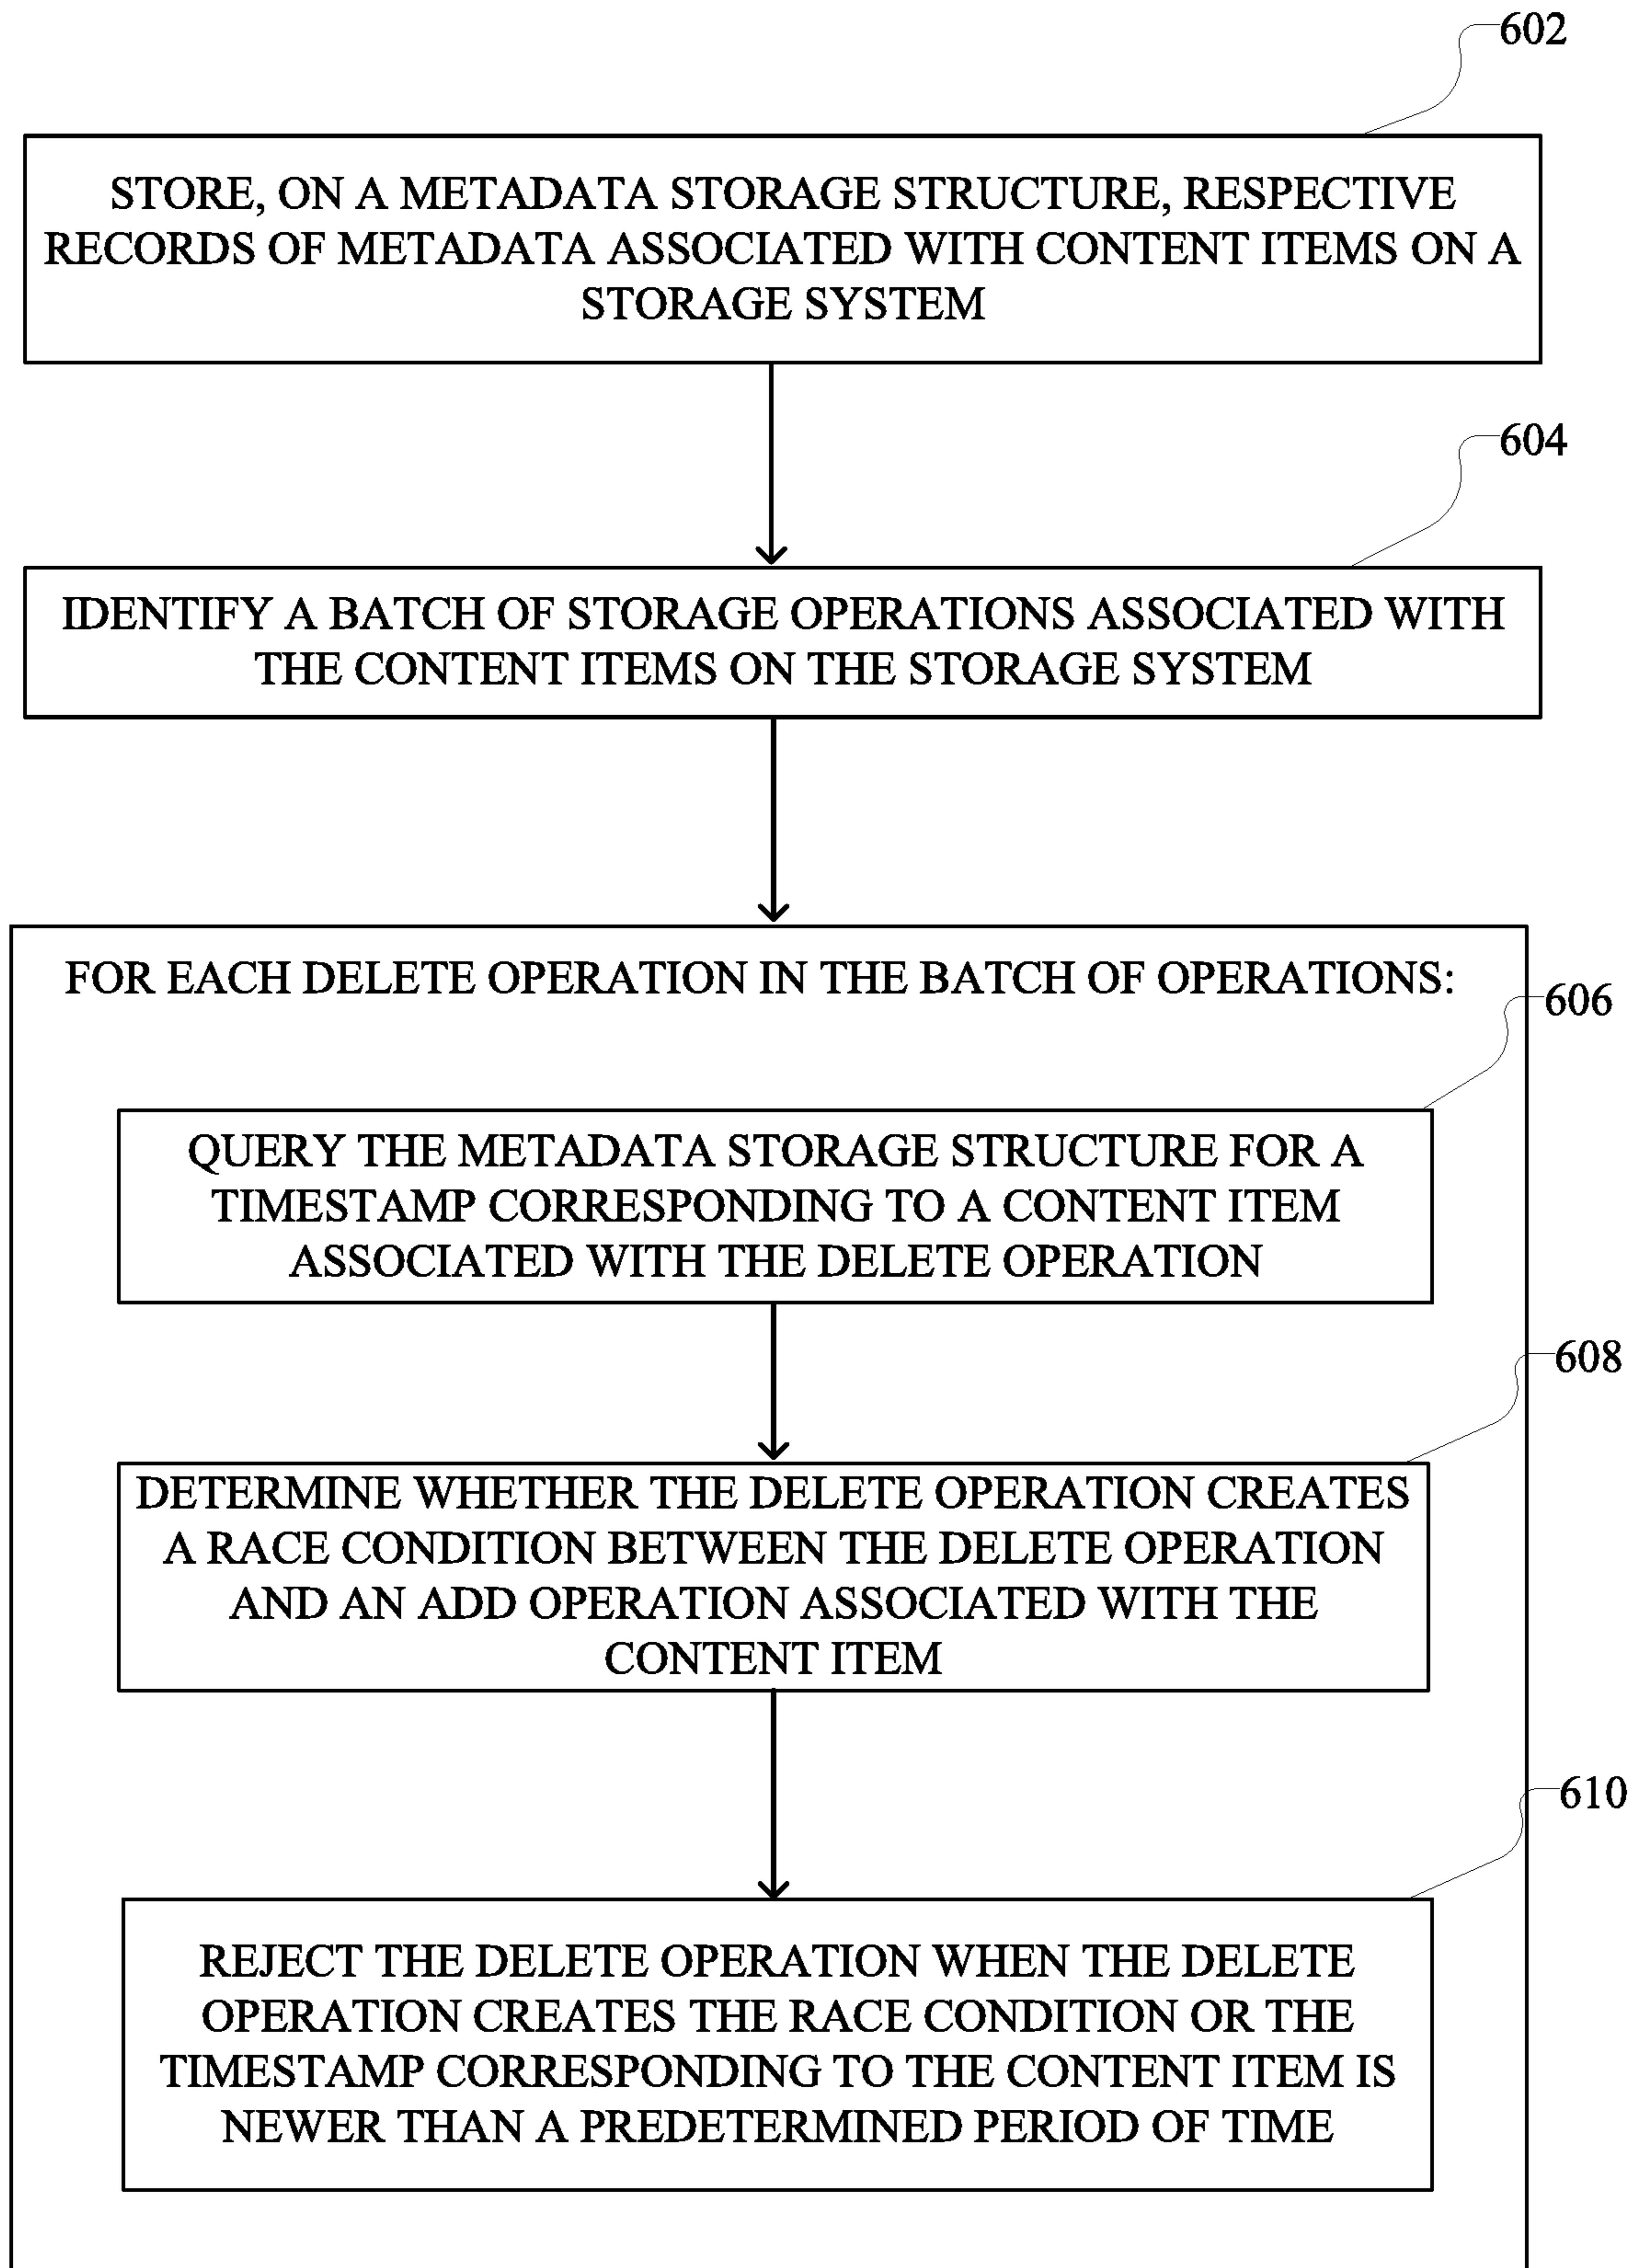 602
STORE, ON A METADATA STORAGE STRUCTURE, RESPECTIVE
RECORDS OF METADATA ASSOCIATED WITH CONTENT ITEMS ON A
STORAGE SYSTEM
604
IDENTIFY A BATCH OF STORAGE OPERATIONS ASSOCIATED WITH
THE CONTENT ITEMS ON THE STORAGE SYSTEM
FOR EACH DELETE OPERATION IN THE BATCH OF OPERATIONS:
606
QUERY THE METADATA STORAGE STRUCTURE FOR A
TIMESTAMP CORRESPONDING TO A CONTENT ITEM
ASSOCIATED WITH THE DELETE OPERATION
608
DETERMINE WHETHER THE DELETE OPERATION CREATES
A RACE CONDITION BETWEEN THE DELETE OPERATION
AND AN ADD OPERATION ASSOCIATED WITH THE
CONTENT ITEM
610
REJECT THE DELETE OPERATION WHEN THE DELETE
OPERATION CREATES THE RACE CONDITION OR THE
TIMESTAMP CORRESPONDING TO THE CONTENT ITEM IS
NEWER THAN A PREDETERMINED PERIOD OF TIME